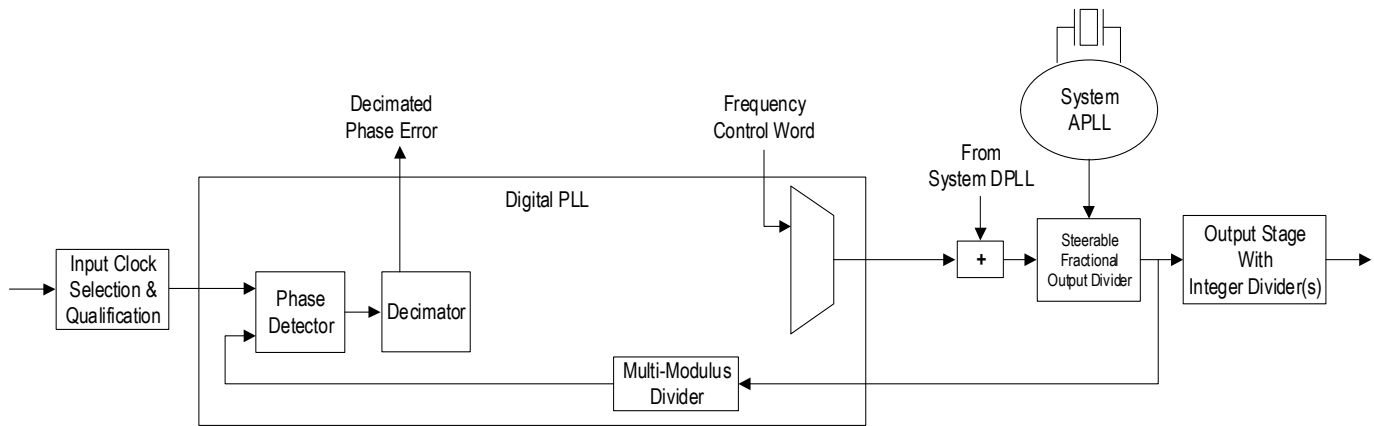 System
APLL
Decimated
Phase Error
Frequency
Control Word
From
System DPLL
Digital PLL
Input Clock
Selection &
Qualification
Phase
Detector
Decimator
+
Steerable
Fractional
Output Divider
Output Stage
With
Integer Divider(s)
Multi-Modulus
Divider